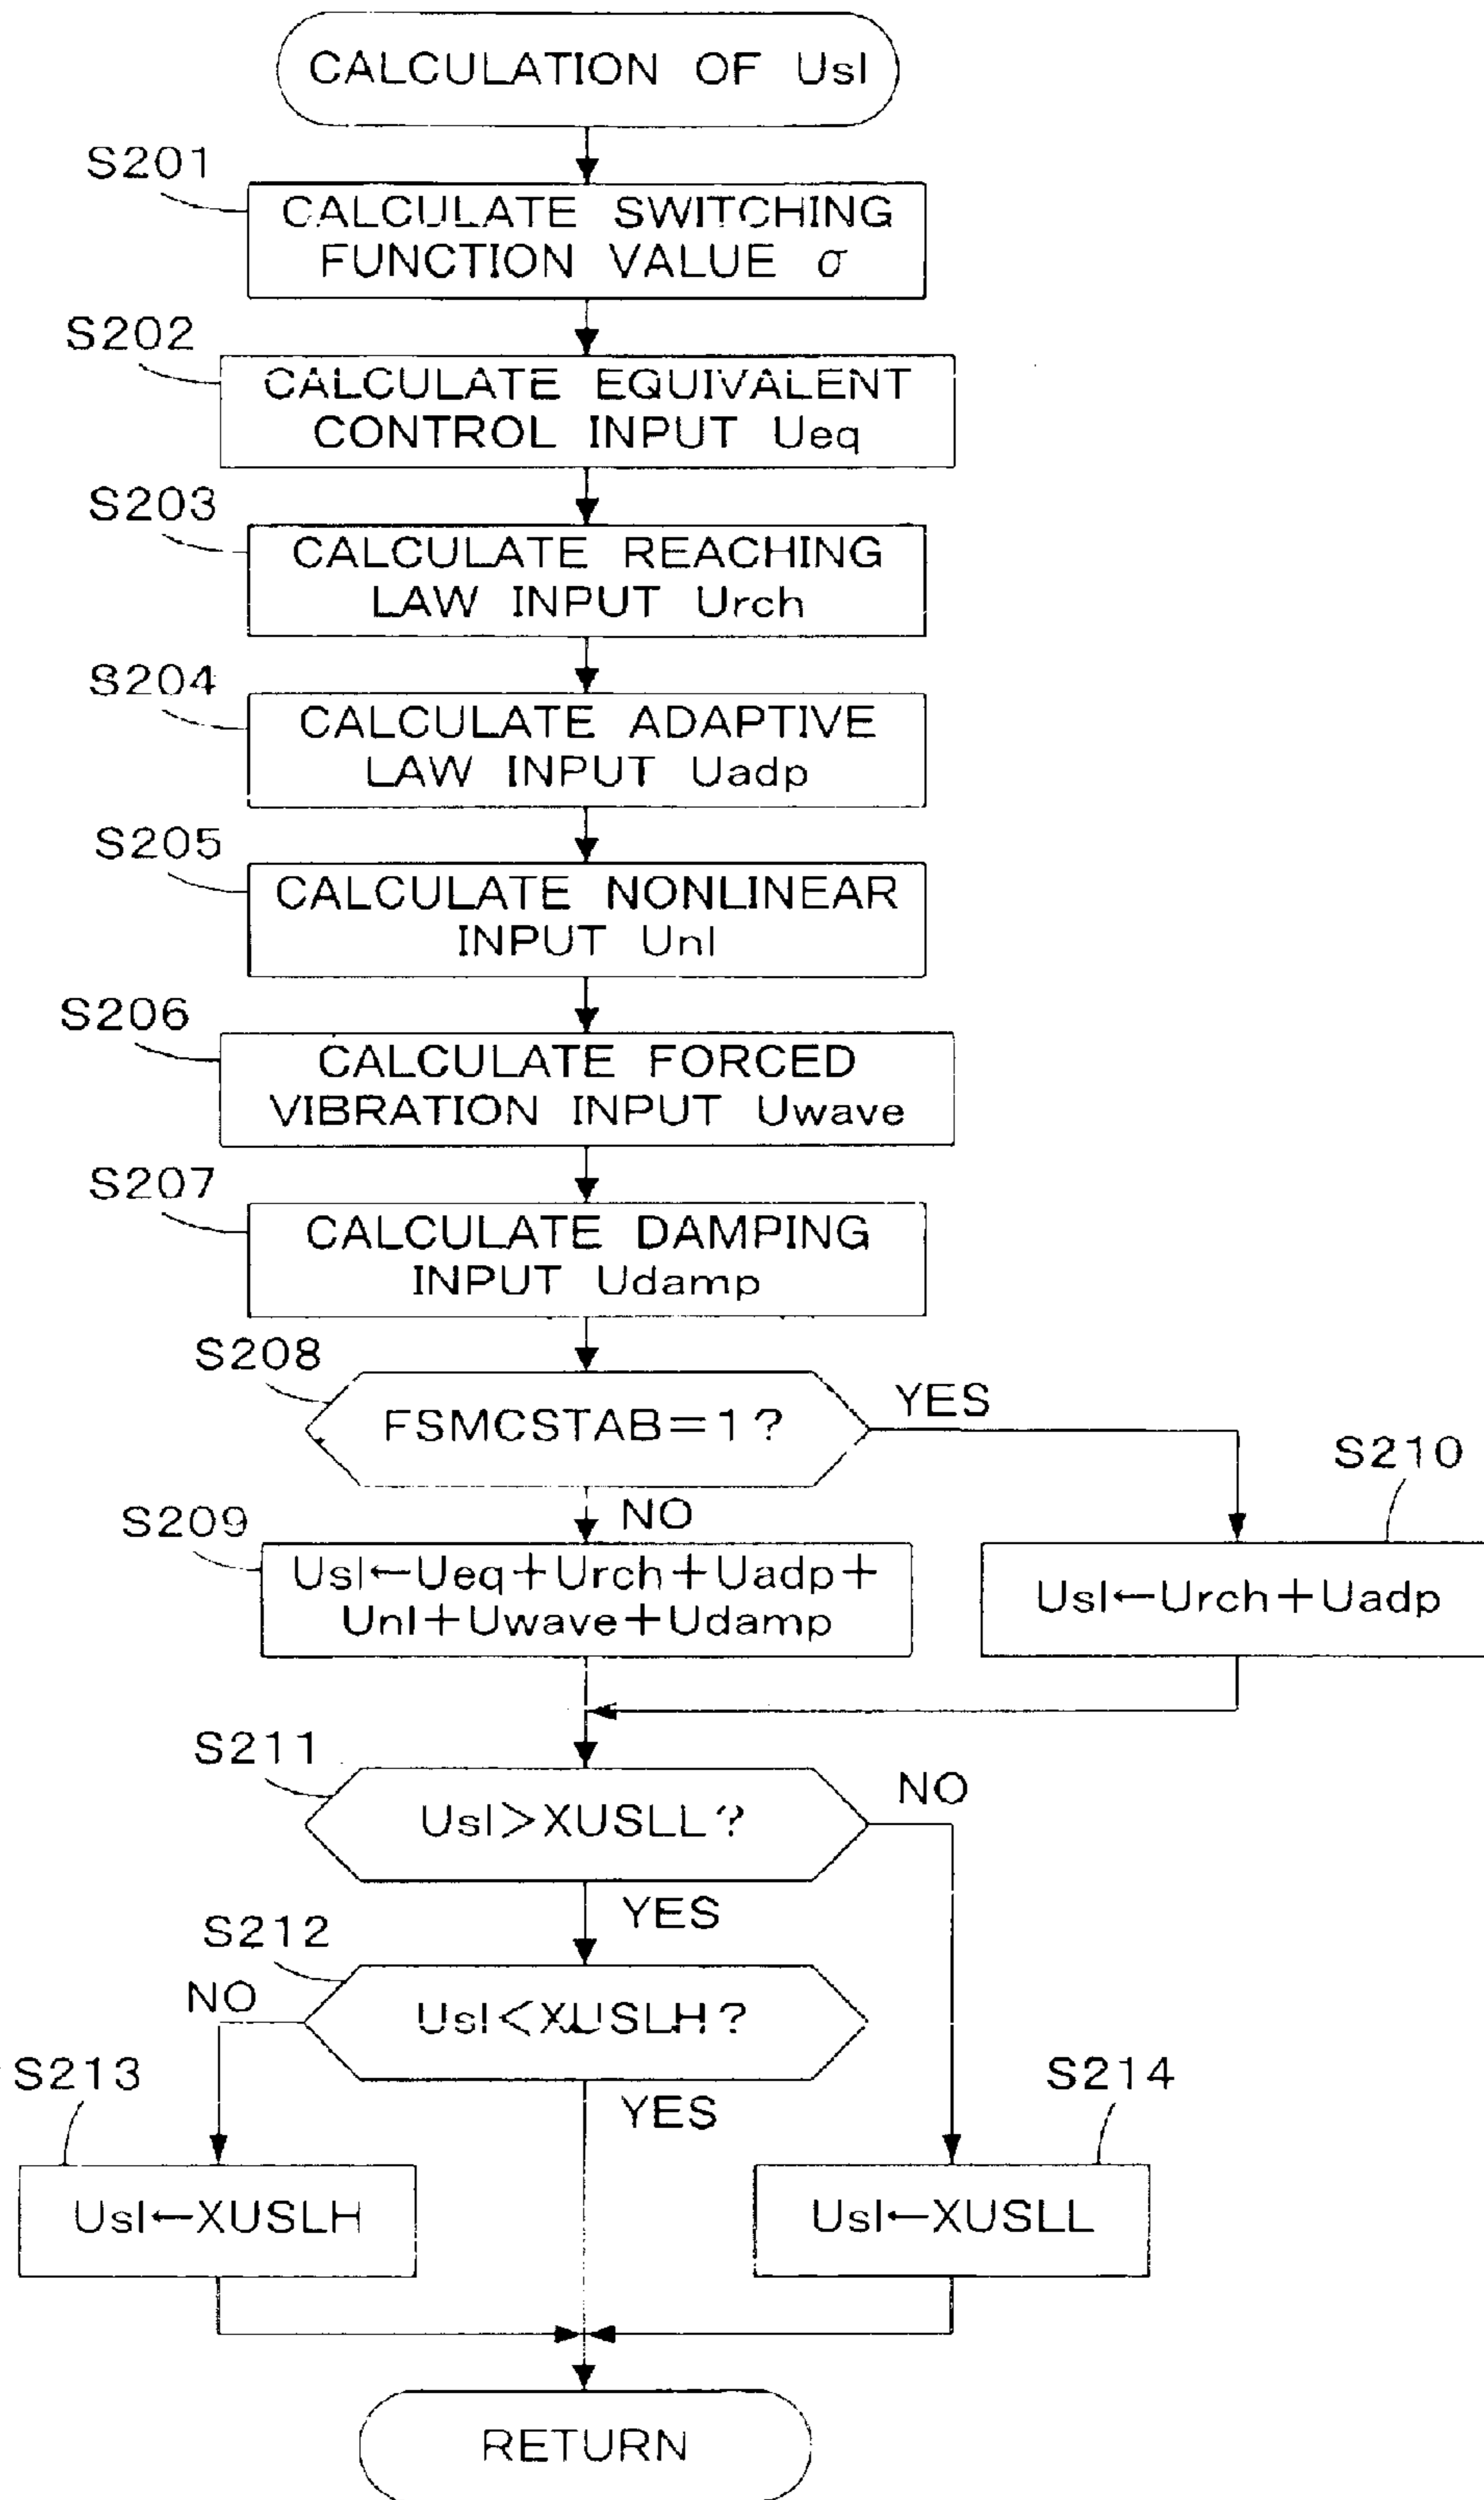 CALCULATION OF Usl
S201
CALCULATE SWITCHING
FUNCTION VALUE σ
S202
CALCULATE EQUIVALENT
CONTROL INPUT Ueq
S203
CALCULATE REACHING
LAW INPUT Urch
S204
CALCULATE ADAPTIVE
LAW INPUT Uadp
S205
CALCULATE NONLINEAR
INPUT Unl
S206
CALCULATE FORCED
VIBRATION INPUT Uwave
S207
CALCULATE DAMPING
INPUT Udamp
S208
FSMCSTAB=1?
YES
NO
S209
Usl←Ueq+Urch+Uadp+
Unl+Uwave+Udamp
S210
Usl←Urch+Uadp
S211
Usl>XUSLL?
NO
YES
S212
Usl<XUSLH?
NO
YES
S213
Usl←XUSLH
S214
Usl←XUSLL
RETURN